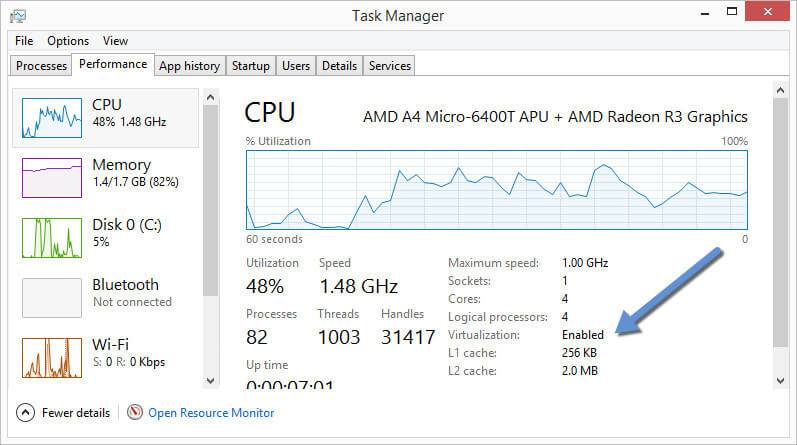 Task Manager
File Options View
Processes Performance App history Startup Users Details Services
CPU
48% 1.48 GHz
Memory
1.4/1.7 GB (82%)
Disk 0 (C:)
5%
Bluetooth
Not connected
Wi-Fi
S: 0 R: 0 Kbps
CPU AMD A4 Micro-6400T APU + AMD Radeon R3 Graphics
% Utilization 100%
60 seconds 0
Utilization Speed
48% 1.48 GHz
Processes Threads Handles
82 1003 31417
Up time
0:00:07:01
Maximum speed: 1.00 GHz
Sockets: 1
Cores: 4
Logical processors: 4
Virtualization: Enabled
L1 cache: 256 KB
L2 cache: 2.0 MB
Fewer details Open Resource Monitor